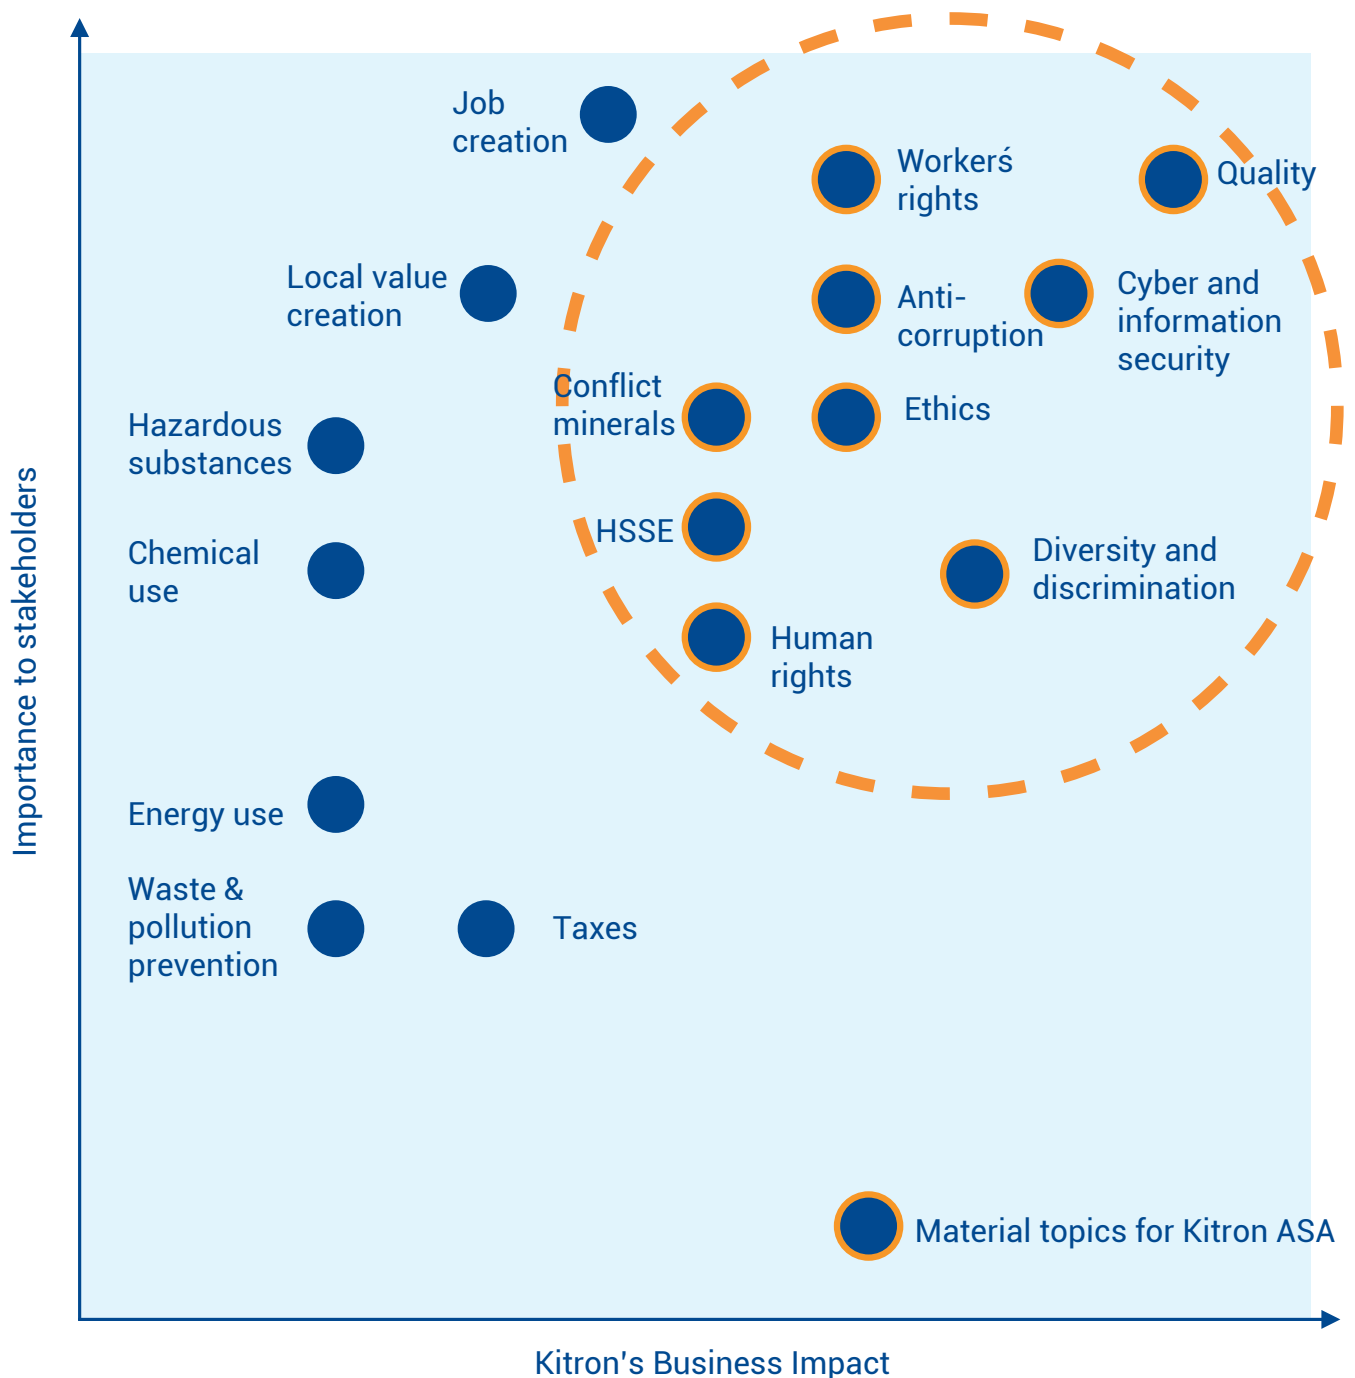 Job
creation
Workerś
rights
Quality
Local value
creation
Anti-
corruption
Cyber and
information
security
Conflict
minerals
Ethics
Hazardous
substances
HSSE
Chemical
use
Diversity and
discrimination
Human
rights
Energy use
Waste &
pollution
prevention
Taxes
Material topics for Kitron ASA
Importance to stakeholders
Kitron's Business Impact